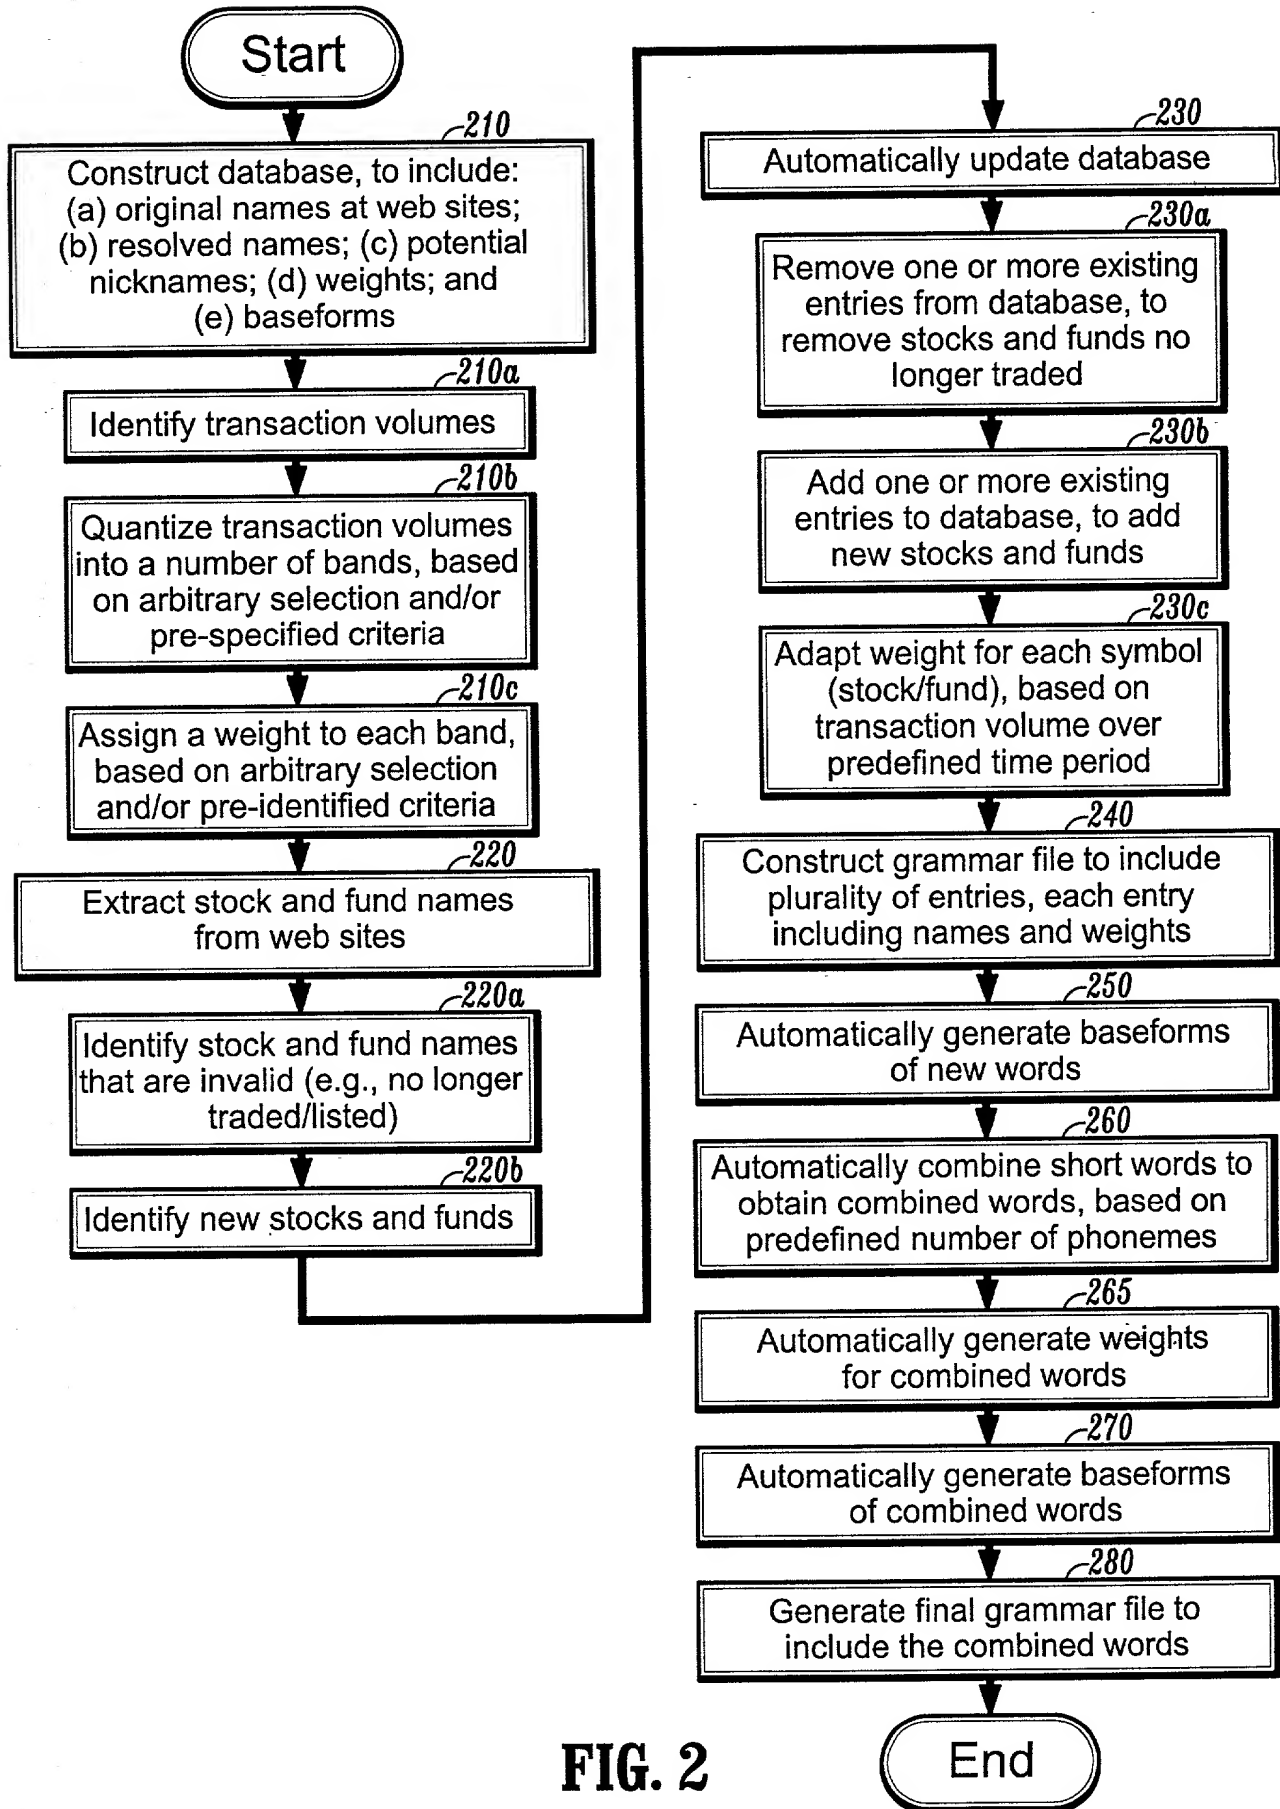 Start
210
Construct database, to include:
(a) original names at web sites;
(b) resolved names; (c) potential
nicknames; (d) weights; and
(e) baseforms
210a
Identify transaction volumes
210b
Quantize transaction volumes
into a number of bands, based
on arbitrary selection and/or
pre-specified criteria
210c
Assign a weight to each band,
based on arbitrary selection
and/or pre-identified criteria
220
Extract stock and fund names
from web sites
220a
Identify stock and fund names
that are invalid (e.g., no longer
traded/listed)
220b
Identify new stocks and funds
230
Automatically update database
230a
Remove one or more existing
entries from database, to
remove stocks and funds no
longer traded
230b
Add one or more existing
entries to database, to add
new stocks and funds
230c
Adapt weight for each symbol
(stock/fund), based on
transaction volume over
predefined time period
240
Construct grammar file to include
plurality of entries, each entry
including names and weights
250
Automatically generate baseforms
of new words
260
Automatically combine short words to
obtain combined words, based on
predefined number of phonemes
265
Automatically generate weights
for combined words
270
Automatically generate baseforms
of combined words
280
Generate final grammar file to
include the combined words
End
FIG. 2